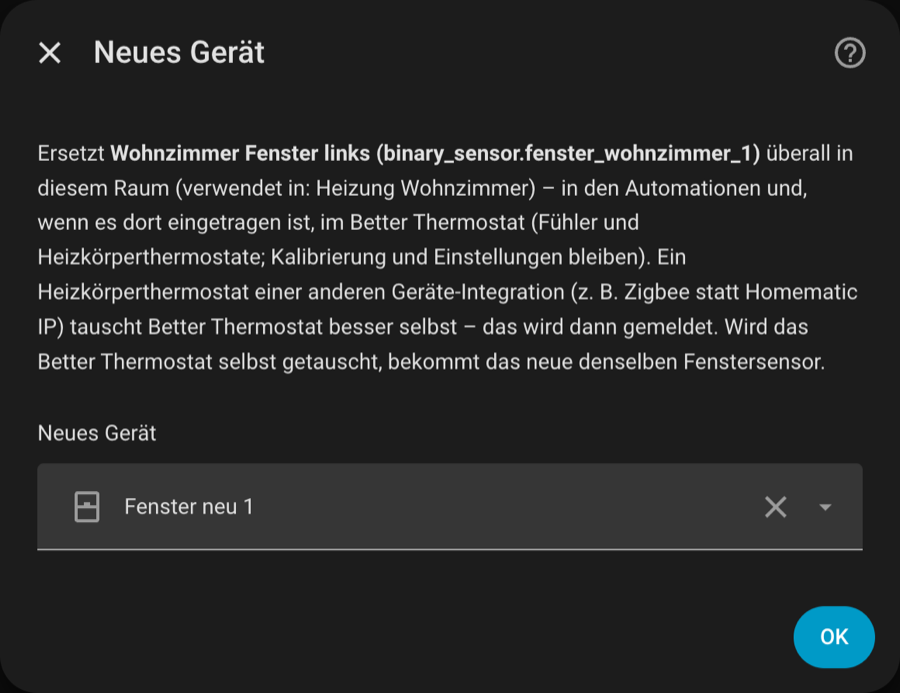 Neues Gerät
Ersetzt Wohnzimmer Fenster links (binary_sensor.fenster_wohnzimmer_1) überall in
diesem Raum (verwendet in: Heizung Wohnzimmer) – in den Automationen und,
wenn es dort eingetragen ist, im Better Thermostat (Fühler und
Heizkörperthermostate; Kalibrierung und Einstellungen bleiben). Ein
Heizkörperthermostat einer anderen Geräte-Integration (z. B. Zigbee statt Homematic
IP) tauscht Better Thermostat besser selbst – das wird dann gemeldet. Wird das
Better Thermostat selbst getauscht, bekommt das neue denselben Fenstersensor.
Neues Gerät
Fenster neu 1
OK